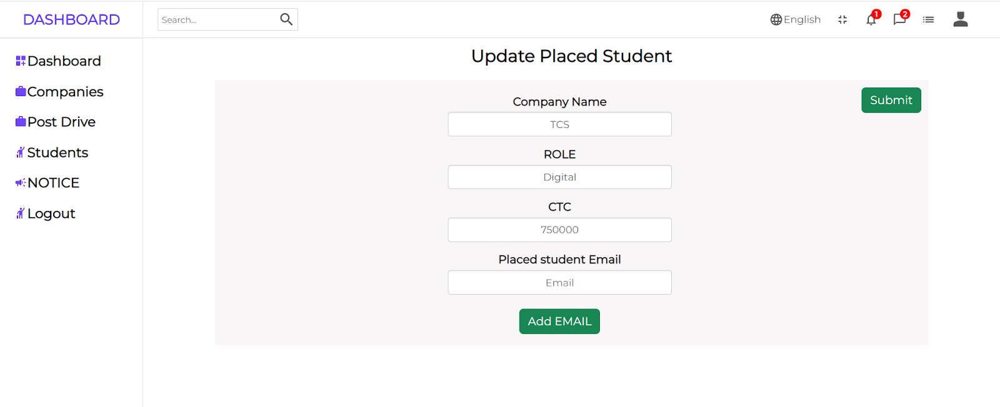 DASHBOARD
Search...
English
1
2
Dashboard
Companies
Post Drive
Students
NOTICE
Logout
Update Placed Student
Submit
Company Name
TCS
ROLE
Digital
CTC
750000
Placed student Email
Email
Add EMAIL